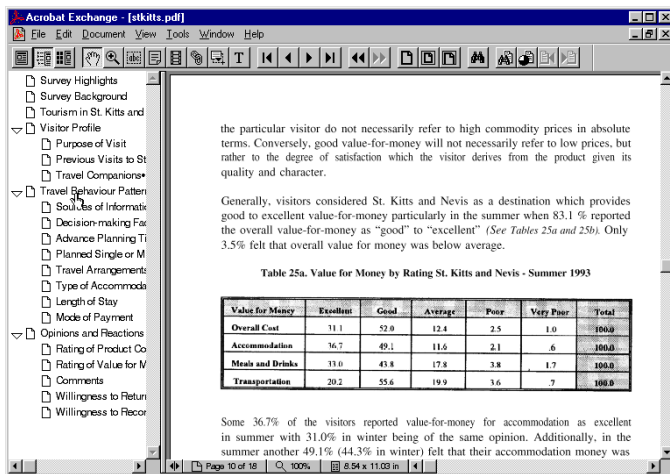 Acrobat Exchange - [stkitts.pdf]
File Edit Document View Tools Window Help
Survey Highlights
Survey Background
Tourism in St. Kitts and
Visitor Profile
Purpose of Visit
Previous Visits to St
Travel Companions•
Travel Behaviour Pattern
Sources of Informatic
Decision-making Fac
Advance Planning Ti
Planned Single or M
Travel Arrangements
Type of Accommoda
Length of Stay
Mode of Payment
Opinions and Reactions
Rating of Product Co
Rating of Value for M
Comments
Willingness to Return
Willingness to Recor
the particular visitor do not necessarily refer to high commodity prices in absolute
terms. Conversely, good value-for-money will not necessarily refer to low prices, but
rather to the degree of satisfaction which the visitor derives from the product given its
quality and character.
Generally, visitors considered St. Kitts and Nevis as a destination which provides
good to excellent value-for-money particularly in the summer when 83.1 % reported
the overall value-for-money as “good” to “excellent” (See Tables 25a and 25b). Only
3.5% felt that overall value for money was below average.
Table 25a. Value for Money by Rating St. Kitts and Nevis - Summer 1993
Value for Money Excellent Good Average Poor Very Poor Total
Overall Cost 31.1 52.0 12.4 2.5 1.0 100.0
Accommodation 36.7 49.1 11.6 2.1 .6 100.0
Meals and Drinks 33.0 43.8 17.8 3.8 1.7 100.0
Transportation 20.2 55.6 19.9 3.6 .7 100.0
Some 36.7% of the visitors reported value-for-money for accommodation as excellent
in summer with 31.0% in winter being of the same opinion. Additionally, in the
summer another 49.1% (44.3% in winter) felt that their accommodation money was
Page 10 of 18 100% 8.54 x 11.03 in